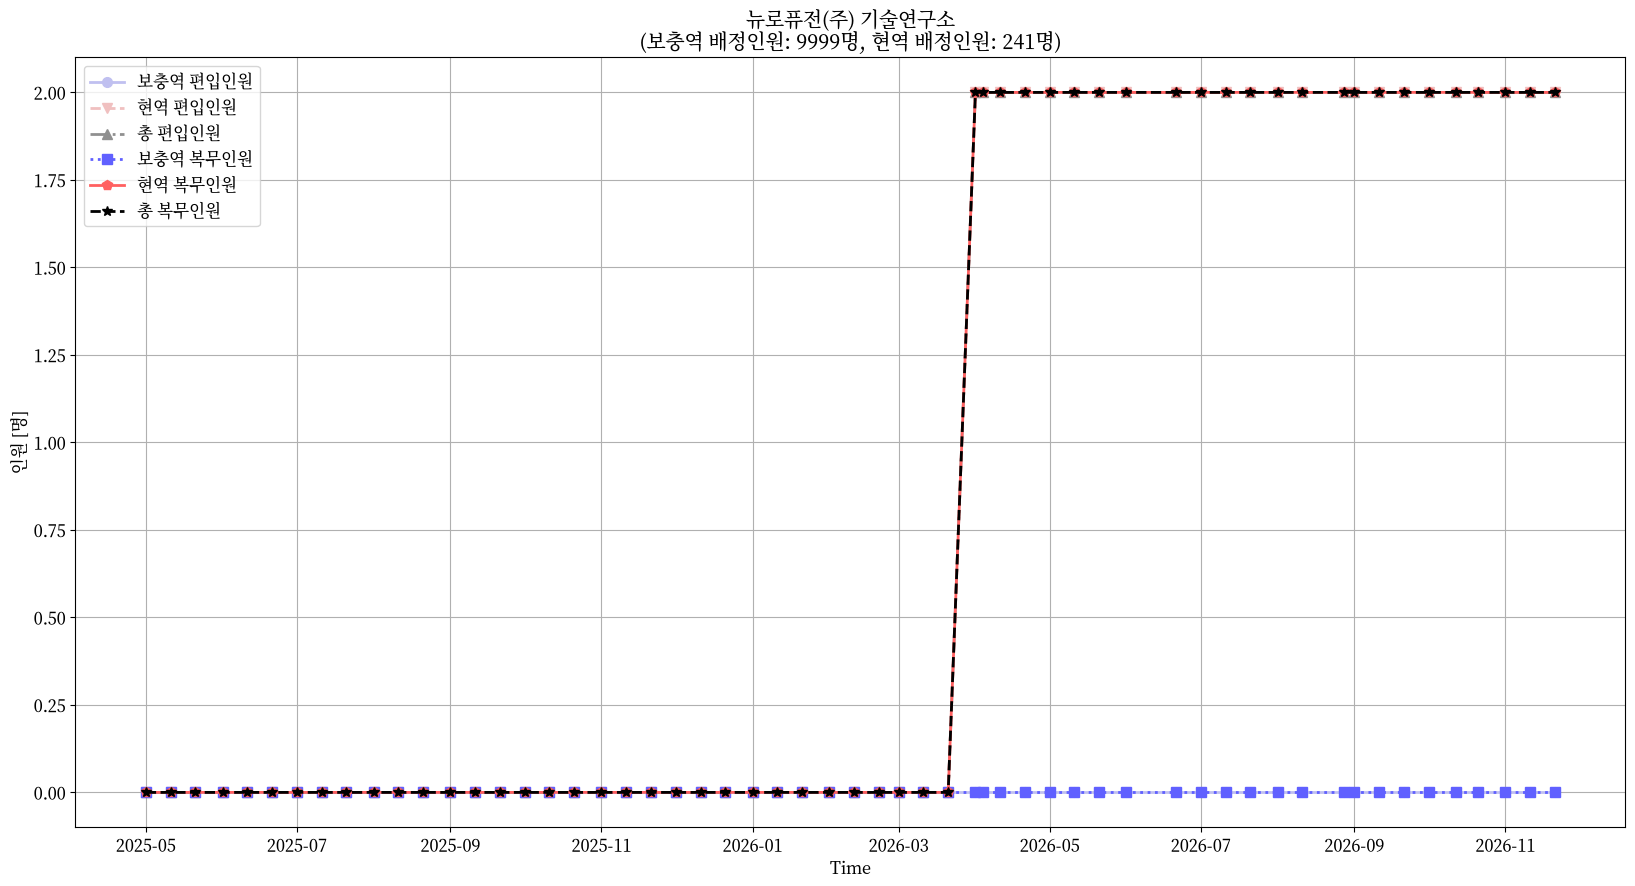 뉴로퓨전(주) 기술연구소
(보충역 배정인원: 9999명, 현역 배정인원: 241명)
보충역 편입인원
현역 편입인원
총 편입인원
보충역 복무인원
현역 복무인원
총 복무인원
인원 [명]
2.00
1.75
1.50
1.25
1.00
0.75
0.50
0.25
0.00
2025-05
2025-07
2025-09
2025-11
2026-01
2026-03
2026-05
2026-07
2026-09
2026-11
Time